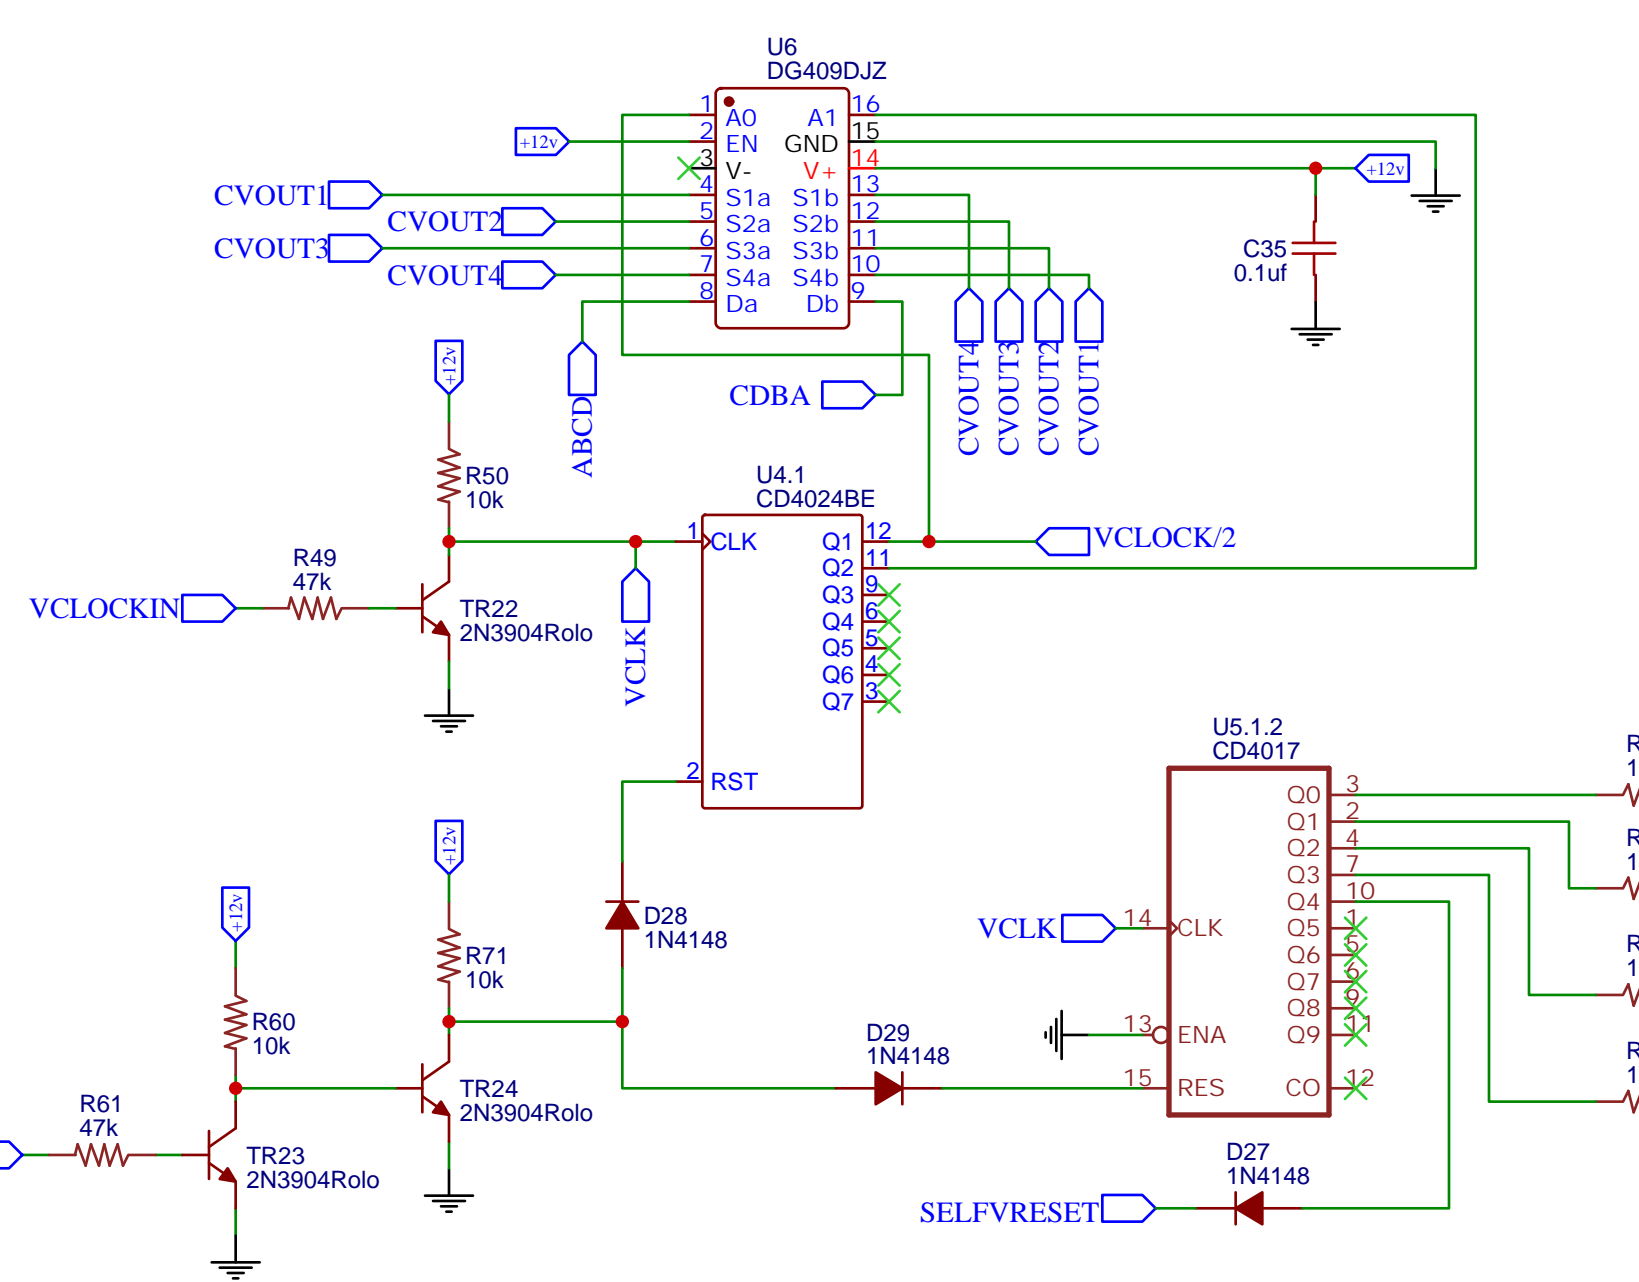 U6
DG409DJZ
1
A0
A1
16
+12v
2
EN
GND
15
3
V-
V+
14
+12v
CVOUT1
4
S1a
S1b
13
CVOUT2
5
S2a
S2b
12
CVOUT3
6
S3a
S3b
11
CVOUT4
7
S4a
S4b
10
8
Da
Db
9
C35
0.1uf
ABCD
CDBA
CVOUT4
CVOUT3
CVOUT2
CVOUT1
+12v
R50
10k
U4.1
CD4024BE
1
CLK
Q1
12
VCLOCK/2
Q2
11
Q3
9
Q4
6
Q5
5
Q6
4
Q7
3
2
RST
R49
47k
VCLOCKIN
TR22
2N3904Rolo
VCLK
U5.1.2
CD4017
Q0
3
Q1
2
Q2
4
Q3
7
Q4
10
VCLK
14
CLK
Q5
1
Q6
5
Q7
6
Q8
9
13
ENA
Q9
11
15
RES
CO
12
R
1
R
1
R
1
R
1
+12v
R71
10k
D28
1N4148
+12v
R60
10k
D29
1N4148
TR24
2N3904Rolo
R61
47k
TR23
2N3904Rolo
D27
1N4148
SELFVRESET